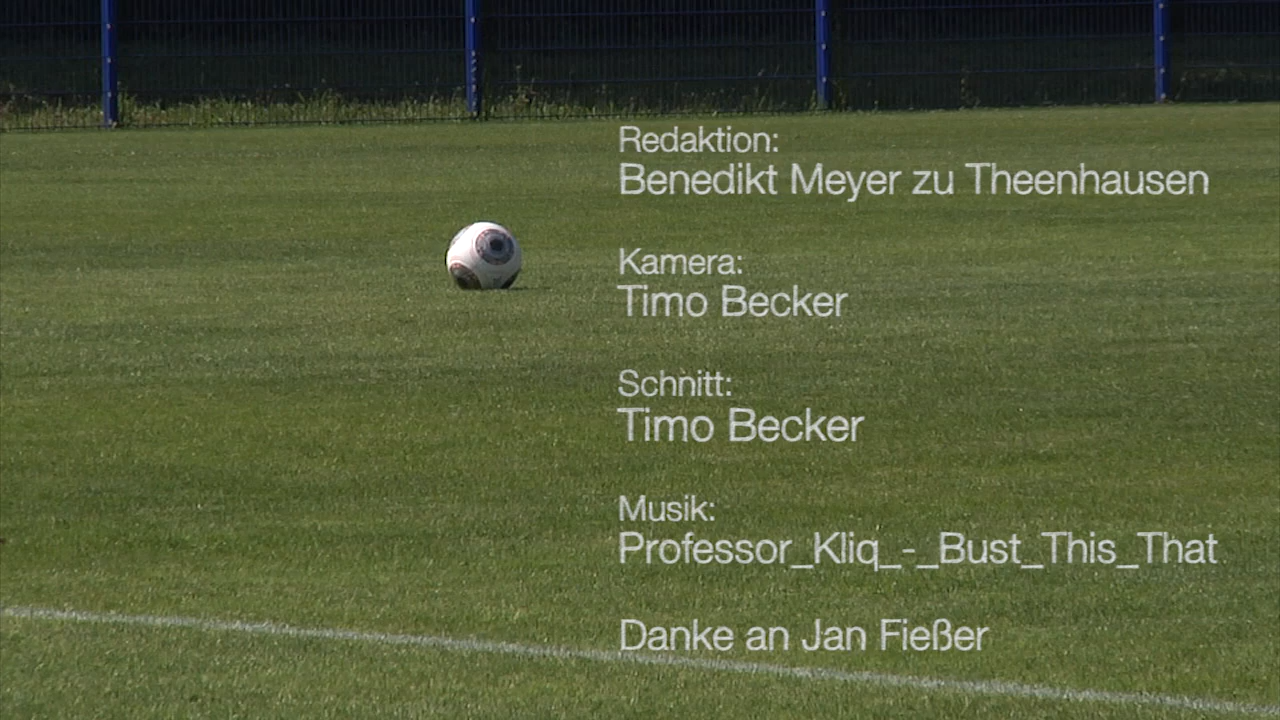 Redaktion:
Benedikt Meyer zu Theenhausen
Kamera:
Timo Becker
Schnitt:
Timo Becker
Musik:
Professor_Kliq_-_Bust_This_That
Danke an Jan Fießer